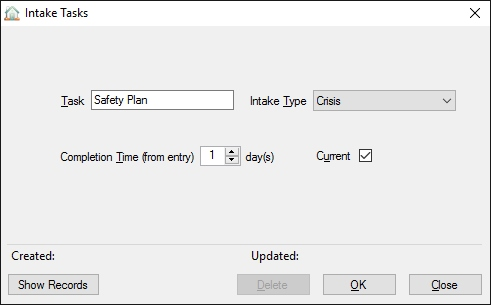 Intake Tasks
Task Safety Plan Intake Type Crisis
Completion Time (from entry) 1 day(s) Current
Created: Updated:
Show Records Delete OK Close